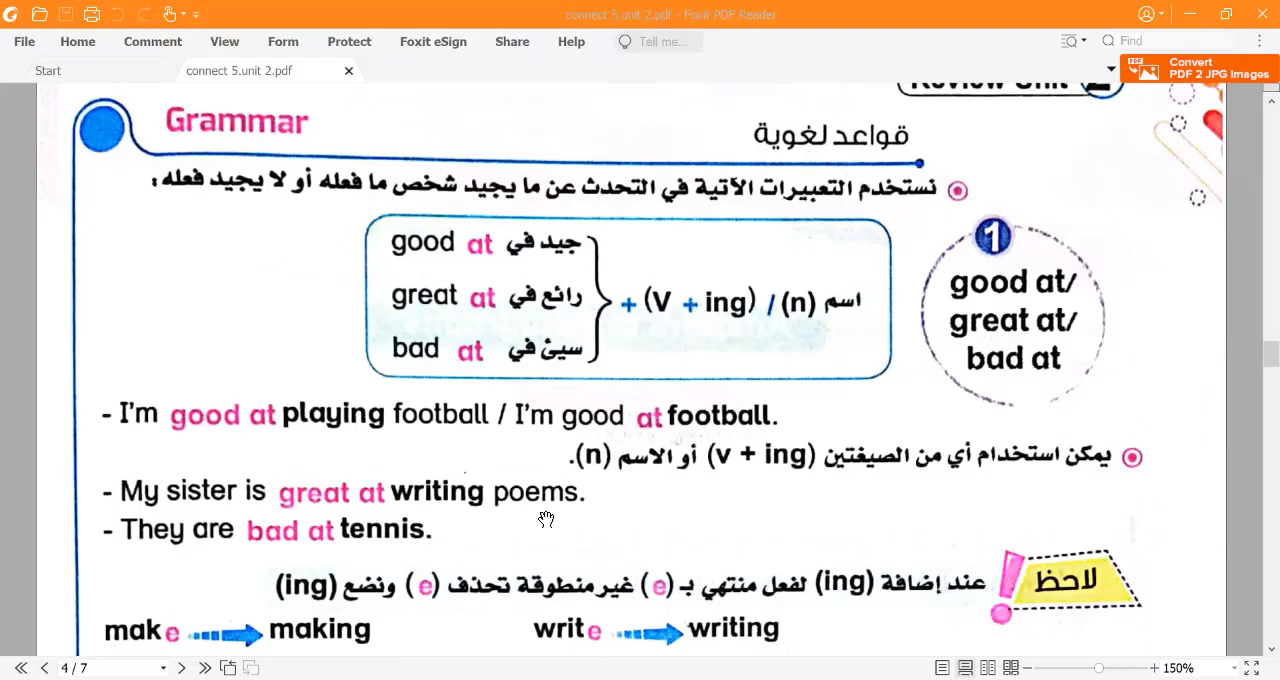 connect 5.unit 2.pdf - Foxit PDF Reader
File Home Comment View Form Protect Foxit eSign Share Help Tell me... Find
Start connect 5.unit 2.pdf
Convert
PDF 2 JPG Images
Review Unit 2
Grammar قواعد لغوية
نستخدم التعبيرات الآتية في التحدث عن ما يجيد شخص ما فعله أو لا يجيد فعله:
1
good at/
great at/
bad at
good at جيد في
great at رائع في
bad at سيئ في
+ (V + ing) / (n) اسم
- I'm good at playing football / I'm good at football.
يمكن استخدام أي من الصيغتين (v + ing) أو الاسم (n).
- My sister is great at writing poems.
- They are bad at tennis.
لاحظ
عند إضافة (ing) لفعل منتهي بـ (e) غير منطوقة تحذف (e) ونضع (ing)
make making write writing
4 / 7 150%